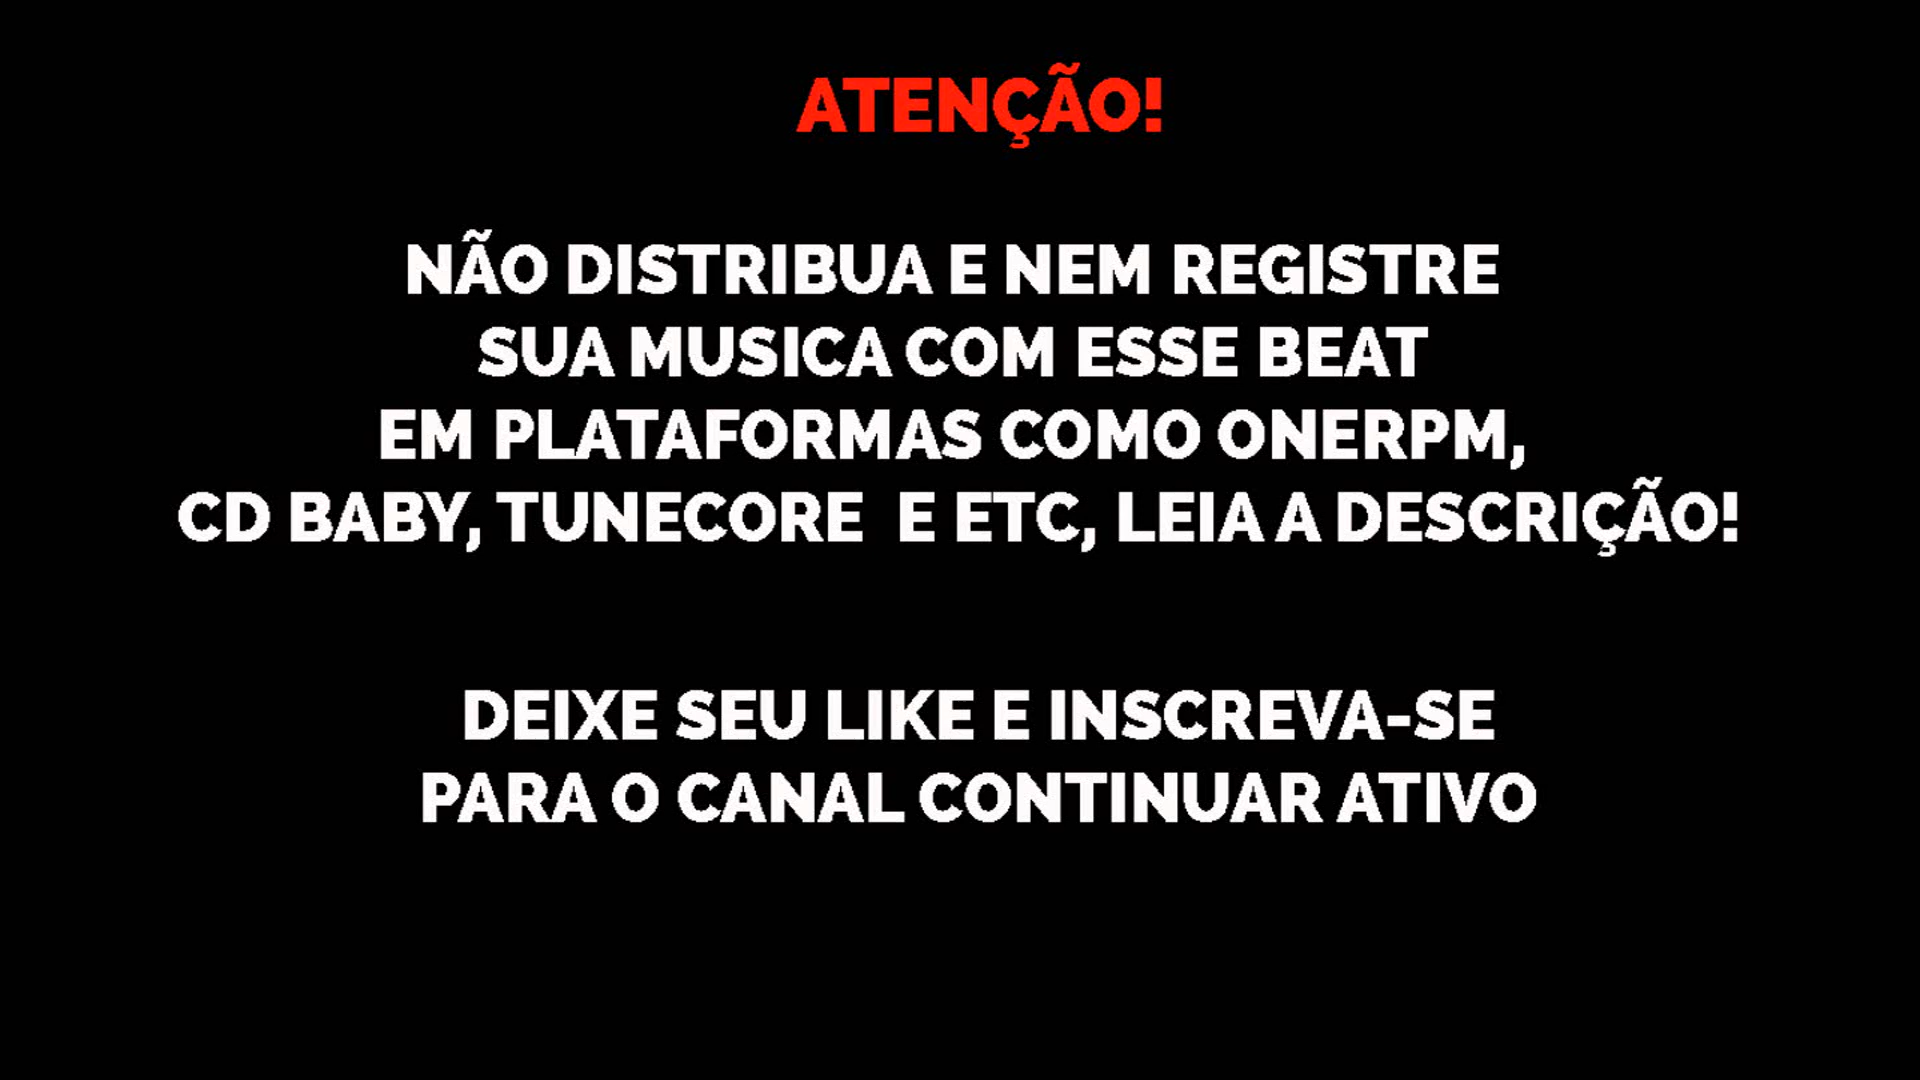 ATENÇÃO!
NÃO DISTRIBUA E NEM REGISTRE
SUA MUSICA COM ESSE BEAT
EM PLATAFORMAS COMO ONERPM,
CD BABY, TUNECORE E ETC, LEIA A DESCRIÇÃO!
DEIXE SEU LIKE E INSCREVA-SE
PARA O CANAL CONTINUAR ATIVO